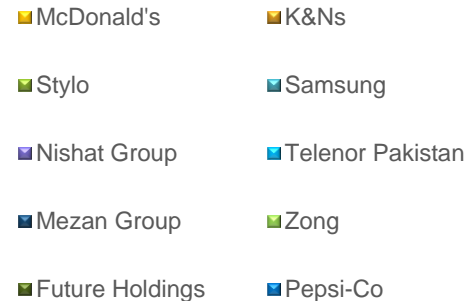 McDonald's K&Ns
Stylo Samsung
Nishat Group Telenor Pakistan
Mezan Group Zong
Future Holdings Pepsi-Co